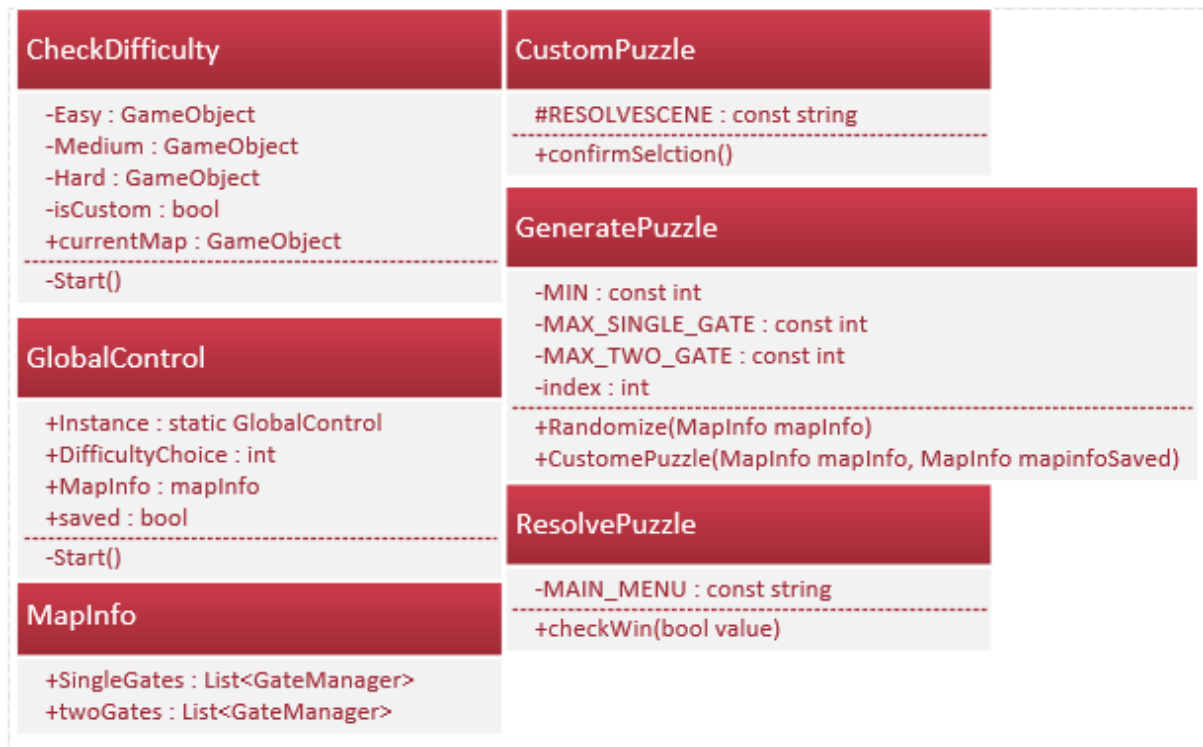 CheckDifficulty
-Easy : GameObject
-Medium : GameObject
-Hard : GameObject
-isCustom : bool
+currentMap : GameObject
-Start()
GlobalControl
+Instance : static GlobalControl
+DifficultyChoice : int
+MapInfo : mapInfo
+saved : bool
-Start()
MapInfo
+SingleGates : List<GateManager>
+twoGates : List<GateManager>
CustomPuzzle
#RESOLVESCENE : const string
+confirmSelction()
GeneratePuzzle
-MIN : const int
-MAX_SINGLE_GATE : const int
-MAX_TWO_GATE : const int
-index : int
+Randomize(MapInfo mapInfo)
+CustomePuzzle(MapInfo mapInfo, MapInfo mapinfoSaved)
ResolvePuzzle
-MAIN_MENU : const string
+checkWin(bool value)